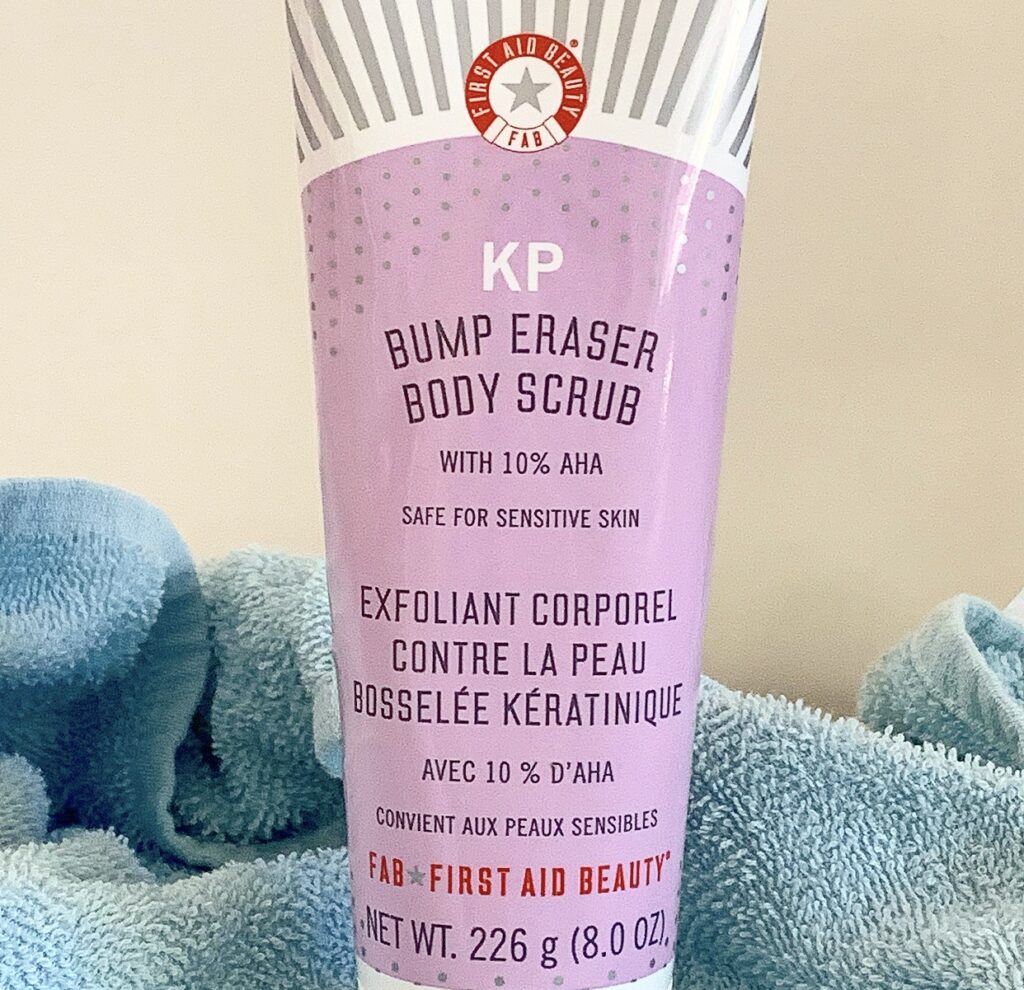 FIRST AID BEAUTY®
FAB
KP
BUMP ERASER
BODY SCRUB
WITH 10% AHA
SAFE FOR SENSITIVE SKIN
EXFOLIANT CORPOREL
CONTRE LA PEAU
BOSSELÉE KÉRATINIQUE
AVEC 10 % D'AHA
CONVIENT AUX PEAUX SENSIBLES
FAB★FIRST AID BEAUTY®
NET WT. 226 g (8.0 OZ).